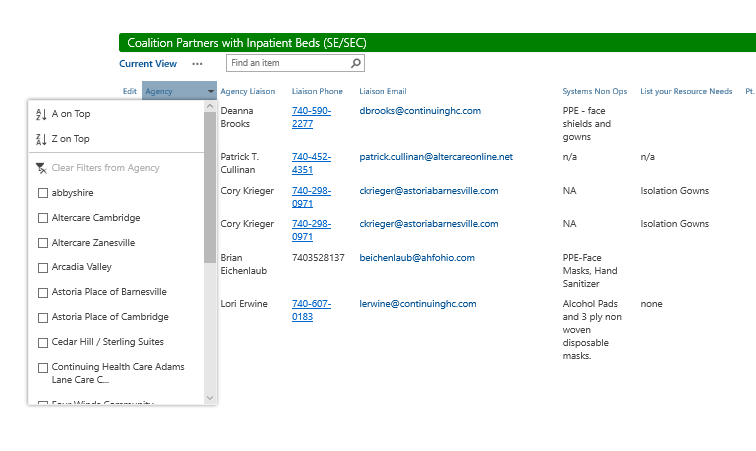 Coalition Partners with Inpatient Beds (SE/SEC)
Current View ••• Find an item
Edit Agency Agency Liaison Liaison Phone Liaison Email Systems Non Ops List your Resource Needs Pt.
A on Top
Z on Top
Clear Filters from Agency
abbyshire
Altercare Cambridge
Altercare Zanesville
Arcadia Valley
Astoria Place of Barnesville
Astoria Place of Cambridge
Cedar Hill / Sterling Suites
Continuing Health Care Adams
Lane Care C...
Four Winds Community
Deanna 740-590- dbrooks@continuinghc.com PPE - face
Brooks 2277 shields and
gowns
Patrick T. 740-452- patrick.cullinan@altercareonline.net n/a n/a
Cullinan 4351
Cory Krieger 740-298- ckrieger@astoriabarnesville.com NA Isolation Gowns
0971
Cory Krieger 740-298- ckrieger@astoriabarnesville.com NA Isolation Gowns
0971
Brian 7403528137 beichenlaub@ahfohio.com PPE-Face
Eichenlaub Masks, Hand
Sanitizer
Lori Erwine 740-607- lerwine@continuinghc.com Alcohol Pads none
0183 and 3 ply non
woven
disposable
masks.